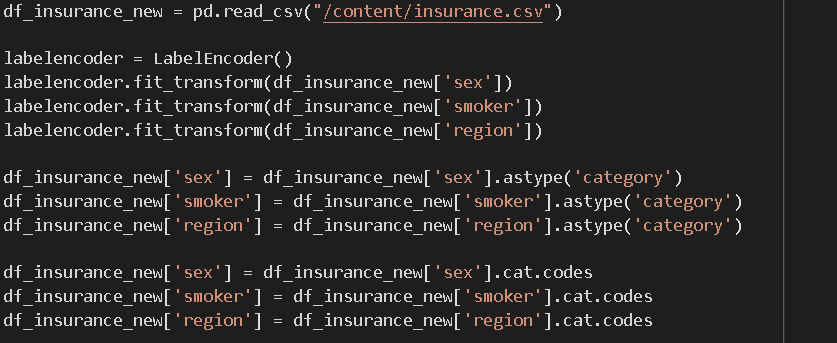 df_insurance_new = pd.read_csv("/content/insurance.csv")
labelencoder = LabelEncoder()
labelencoder.fit_transform(df_insurance_new['sex'])
labelencoder.fit_transform(df_insurance_new['smoker'])
labelencoder.fit_transform(df_insurance_new['region'])
df_insurance_new['sex'] = df_insurance_new['sex'].astype('category')
df_insurance_new['smoker'] = df_insurance_new['smoker'].astype('category')
df_insurance_new['region'] = df_insurance_new['region'].astype('category')
df_insurance_new['sex'] = df_insurance_new['sex'].cat.codes
df_insurance_new['smoker'] = df_insurance_new['smoker'].cat.codes
df_insurance_new['region'] = df_insurance_new['region'].cat.codes